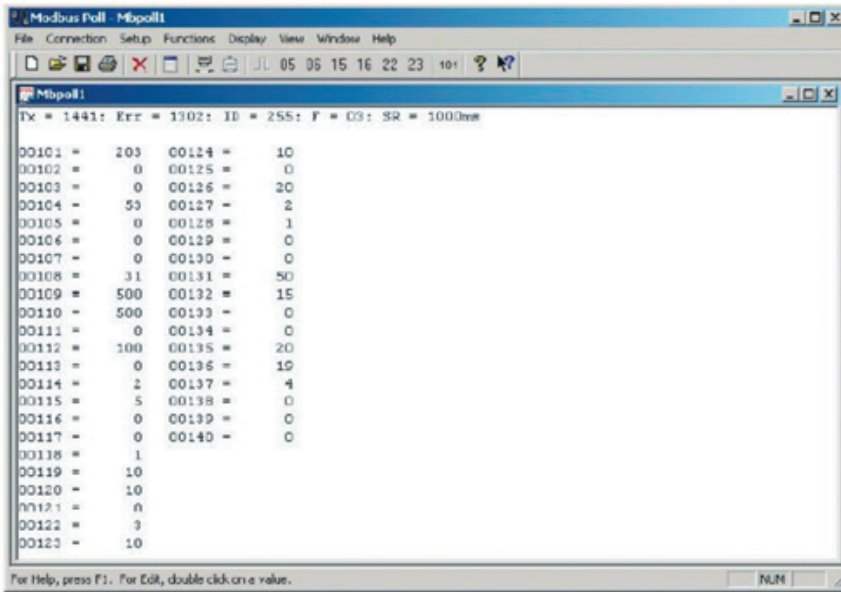 Modbus Poll - Mbpoll1
File Connection Setup Functions Display View Window Help
05 06 15 16 22 23 101
Mbpoll1
Tx = 1441: Err = 1302: ID = 255: F = 03: SR = 1000ms
00101 = 203 00124 = 10
00102 = 0 00125 = 0
00103 = 0 00126 = 20
00104 = 53 00127 = 2
00105 = 0 00128 = 1
00106 = 0 00129 = 0
00107 = 0 00130 = 0
00108 = 31 00131 = 50
00109 = 500 00132 = 15
00110 = 500 00133 = 0
00111 = 0 00134 = 0
00112 = 100 00135 = 20
00113 = 0 00136 = 19
00114 = 2 00137 = 4
00115 = 5 00138 = 0
00116 = 0 00139 = 0
00117 = 0 00140 = 0
00118 = 1
00119 = 10
00120 = 10
00121 = 0
00122 = 3
00123 = 10
For Help, press F1. For Edit, double click on a value. NUM